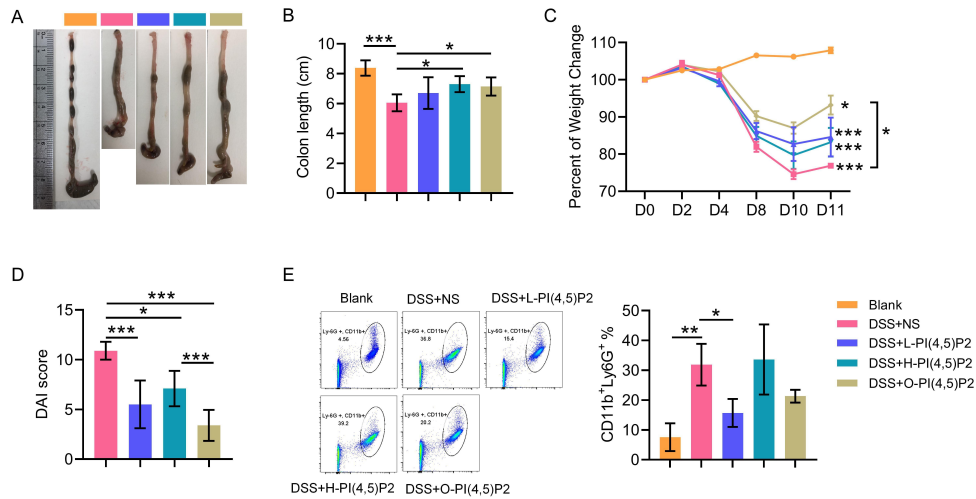 A
B
Colon length (cm)
10
8
6
4
2
0
***
*
*
C
Percent of Weight Change
110
100
90
80
70
D0
D2
D4
D8
D10
D11
*
***
***
***
*
D
DAI score
15
10
5
0
***
*
***
***
E
Blank
DSS+NS
DSS+L-PI(4,5)P2
Ly-6G +, CD11b+
4.56
Ly-6G +, CD11b+
36.8
Ly-6G +, CD11b+
15.4
Ly-6G +, CD11b+
39.2
Ly-6G +, CD11b+
20.2
DSS+H-PI(4,5)P2
DSS+O-PI(4,5)P2
CD11b+Ly6G+ %
50
40
30
20
10
0
**
*
Blank
DSS+NS
DSS+L-PI(4,5)P2
DSS+H-PI(4,5)P2
DSS+O-PI(4,5)P2